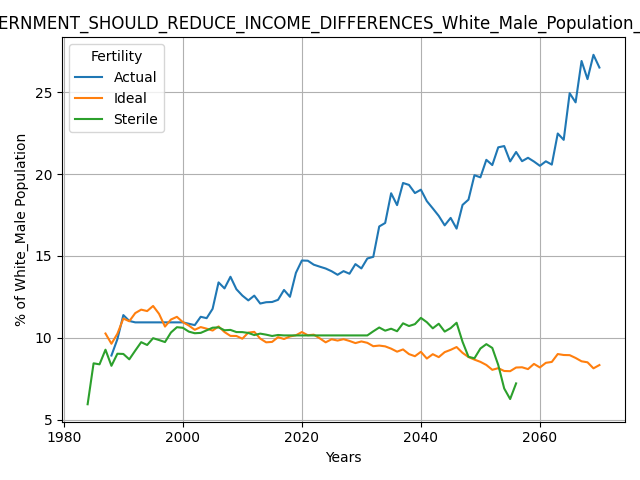 ERNMENT_SHOULD_REDUCE_INCOME_DIFFERENCES_White_Male_Population_
Fertility
Actual
Ideal
Sterile
% of White_Male Population
25
20
15
10
5
1980 2000 2020 2040 2060
Years